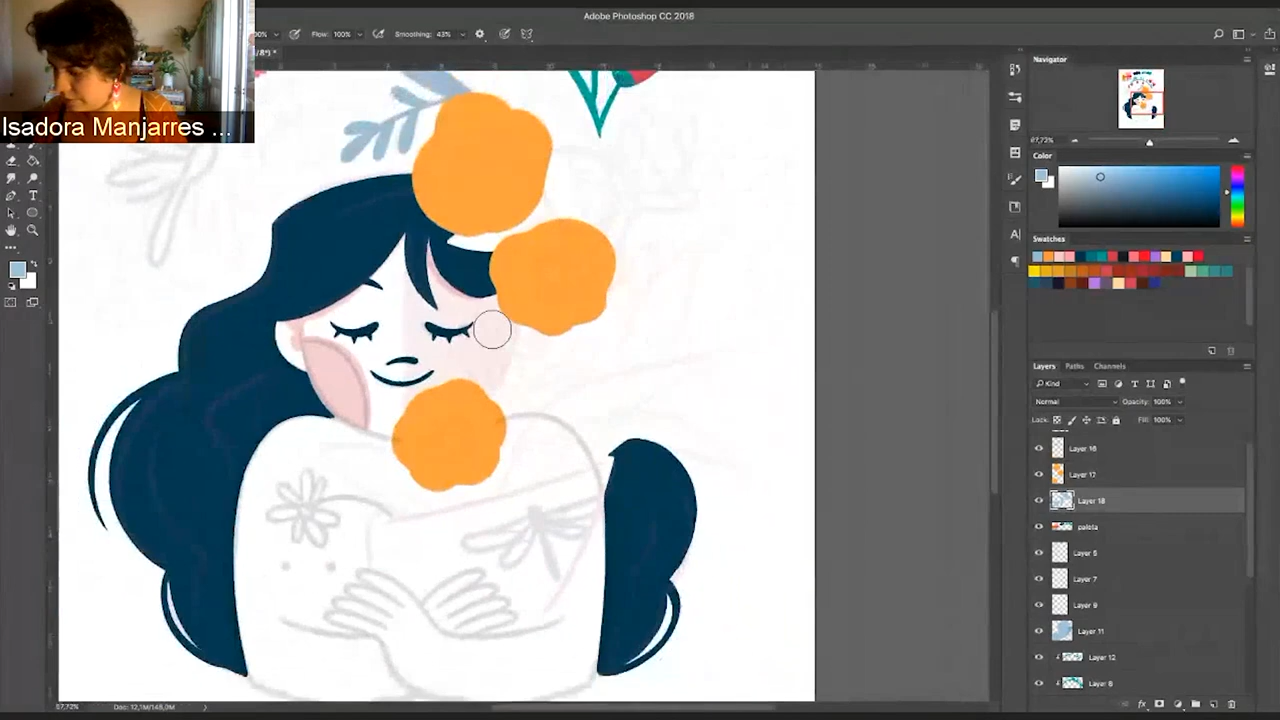 Adobe Photoshop CC 2018
Flow: 100%
Smoothing: 43%
Isadora Manjarres ...
Navigator
Color
Swatches
A
T
Layers Paths Channels
Kind
Normal Opacity: 100%
Lock: Fill: 100%
Layer 16
Layer 17
Layer 18
paleta
Layer 5
Layer 7
Layer 9
Layer 11
Layer 12
Layer 8
fx